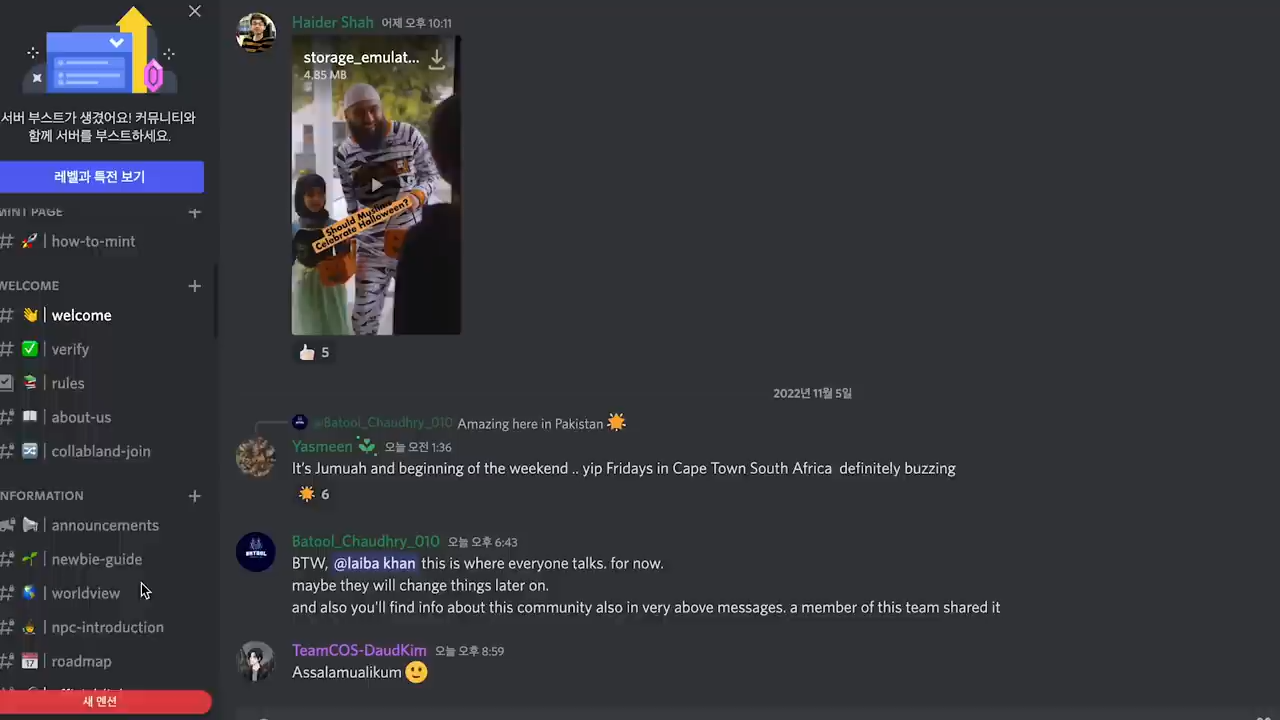 서버 부스트가 생겼어요! 커뮤니티와
함께 서버를 부스트하세요.
레벨과 특전 보기
MINT PAGE
how-to-mint
WELCOME
welcome
verify
rules
about-us
collabland-join
NFORMATION
announcements
newbie-guide
worldview
npc-introduction
17
roadmap
새 멘션
Haider Shah 어제 오후 10:11
storage_emulat...
4.85 MB
Should Muslims
Celebrate Halloween?
5
2022년 11월 5일
@Batool_Chaudhry_010 Amazing here in Pakistan
Yasmeen 오늘 오전 1:36
It's Jumuah and beginning of the weekend .. yip Fridays in Cape Town South Africa definitely buzzing
6
BATOOL
Batool_Chaudhry_010 오늘 오후 6:43
BTW, @laiba khan this is where everyone talks. for now.
maybe they will change things later on.
and also you'll find info about this community also in very above messages. a member of this team shared it
TeamCOS-DaudKim 오늘 오후 8:59
Assalamualikum